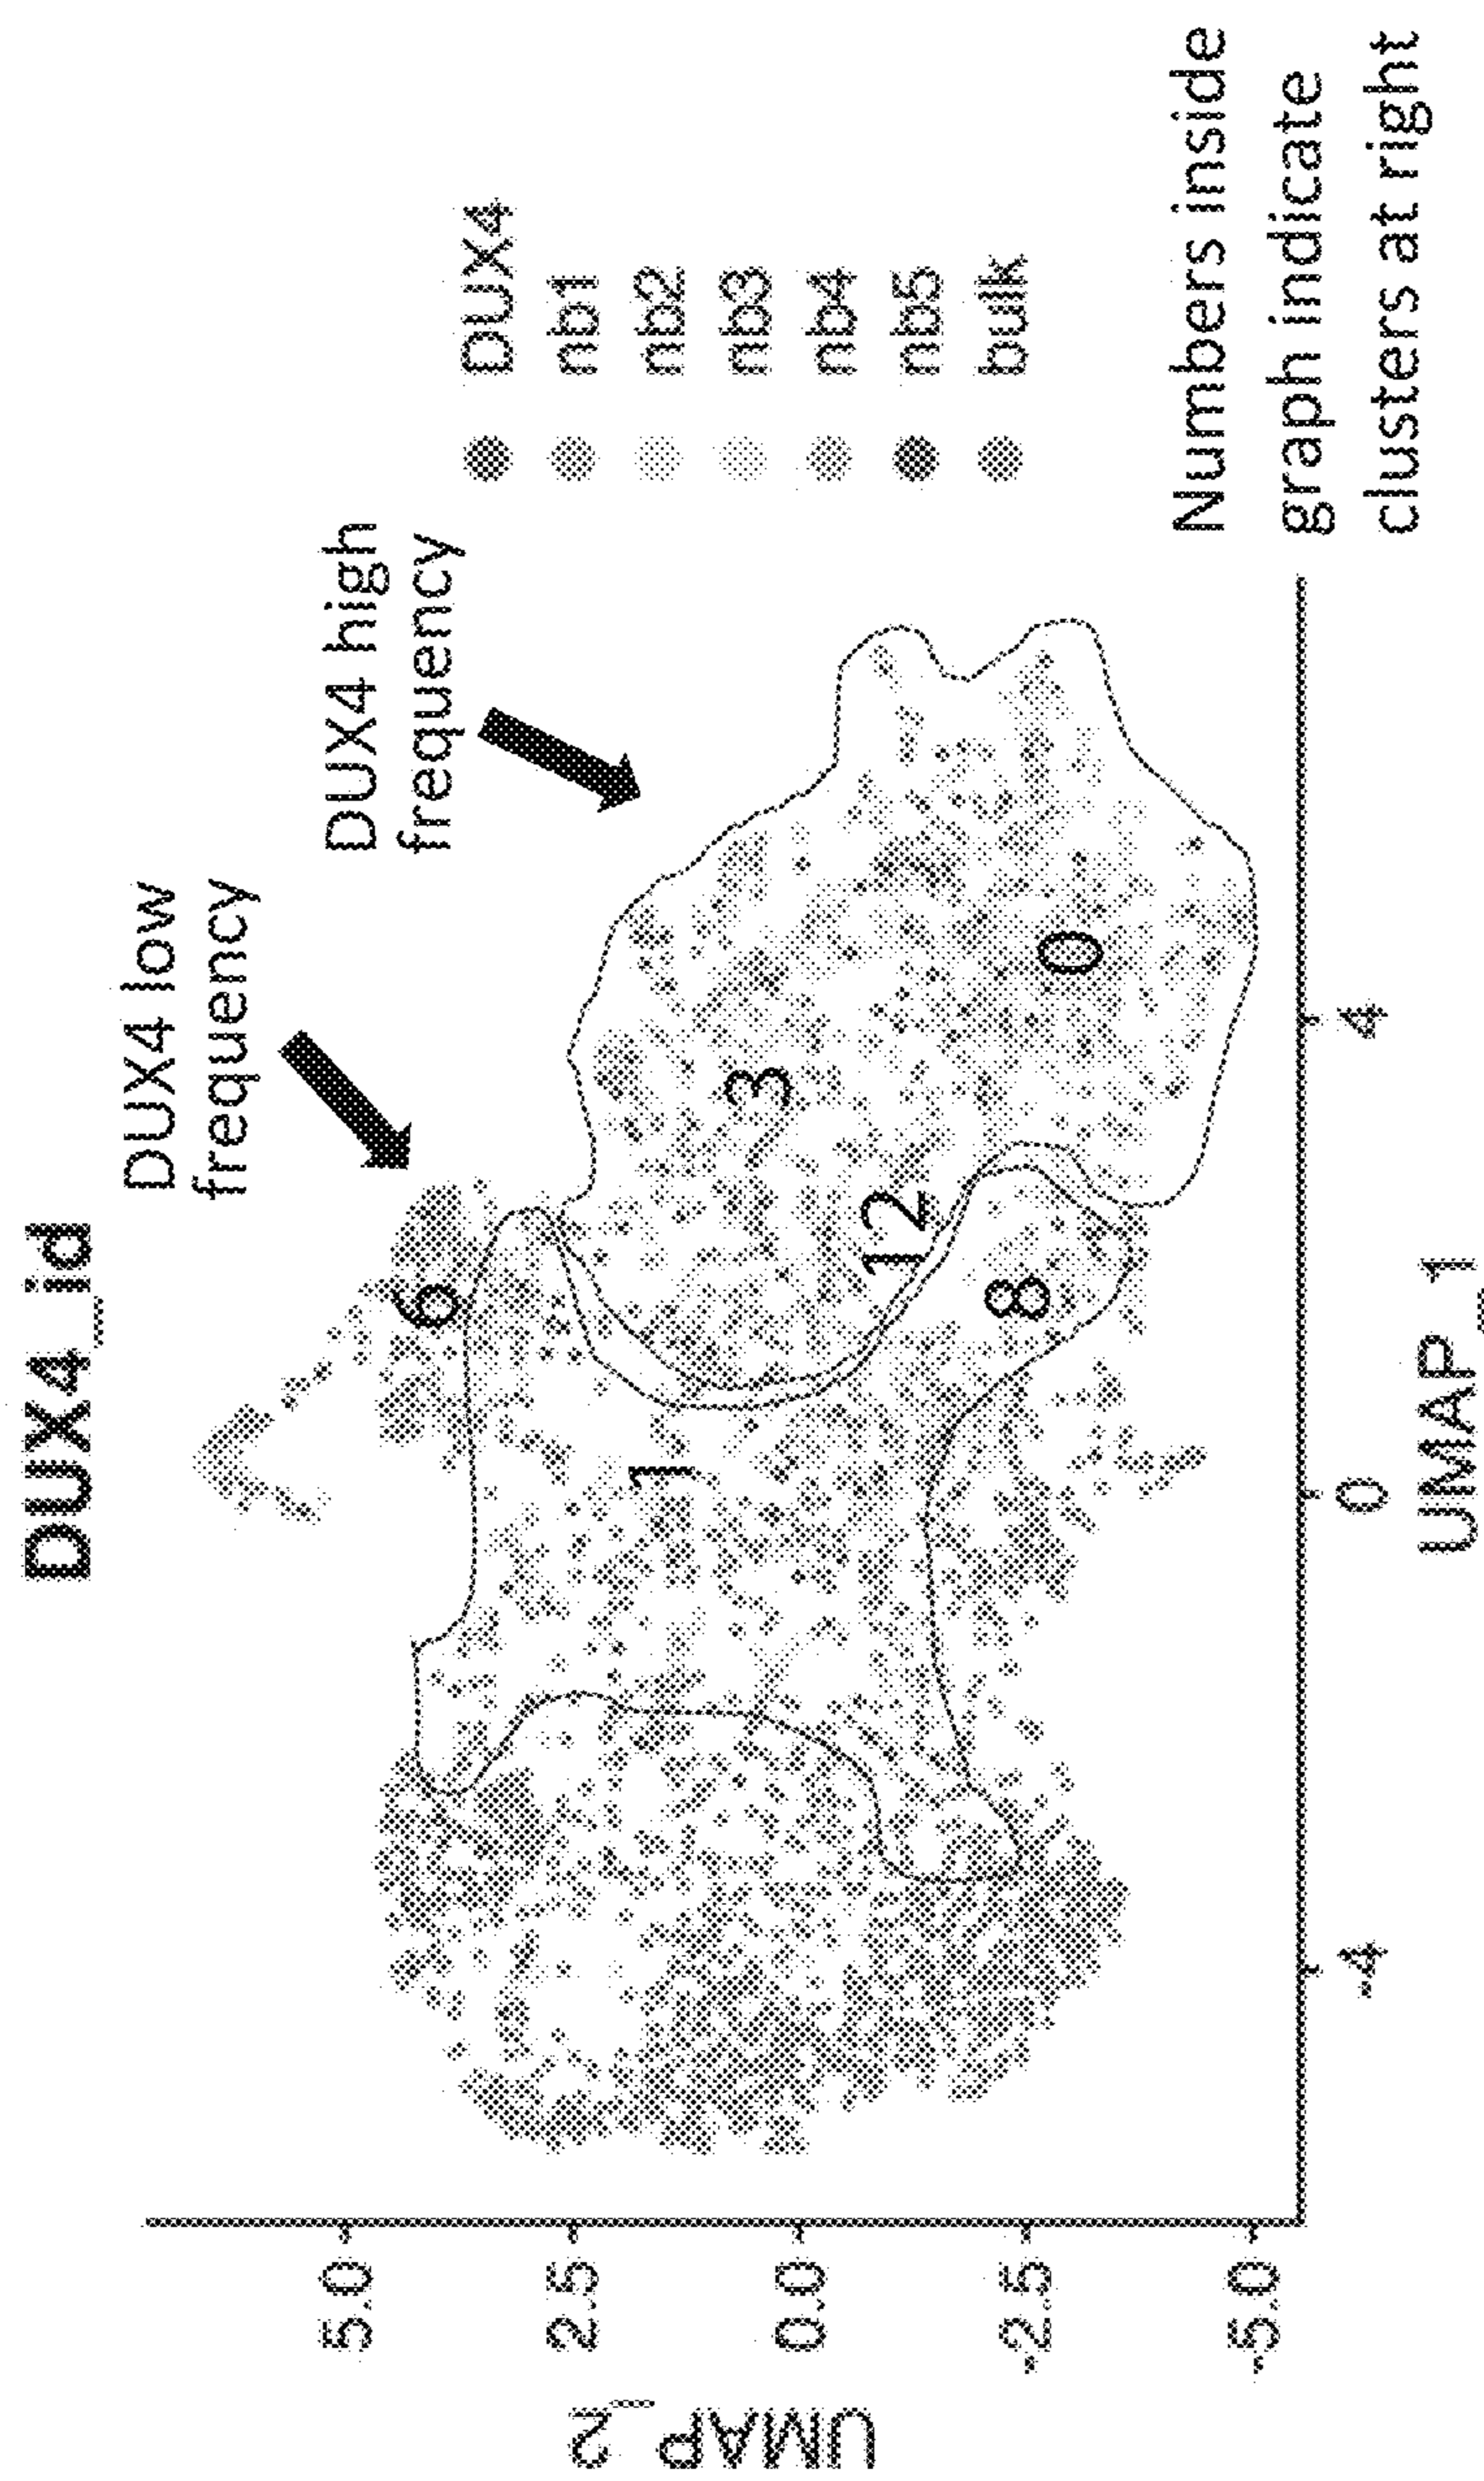 DUX4_id
DUX4 low
frequency
DUX4 high
frequency
DUX4
nb1
nb2
nb3
nb4
nb5
bulk
6
1
3
12
8
0
UMAP_2
5.0
2.5
0.0
-2.5
-5.0
-4
0
4
UMAP_1
Numbers inside
graph indicate
clusters at right